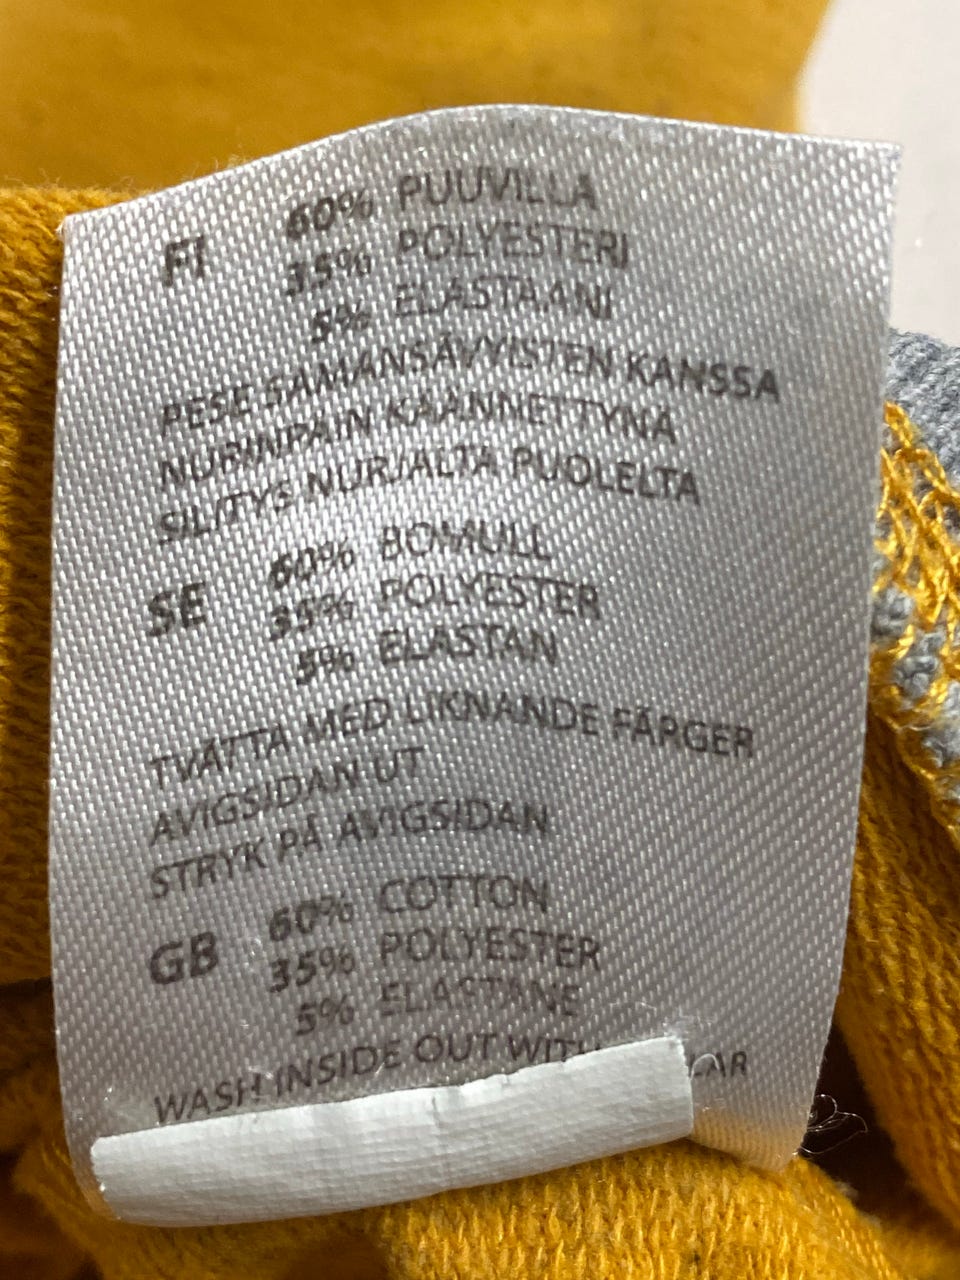 FI 60% PUUVILLA
35% POLYESTERI
5% ELASTAANI
PESE SAMANSÄVYISTEN KANSSA
NURINPÄIN KÄÄNNETTYNÄ
SILITYS NURJALTA PUOLELTA
SE 60% BOMULL
35% POLYESTER
5% ELASTAN
TVÄTTA MED LIKNANDE FÄRGER
AVIGSIDAN UT
STRYK PÅ AVIGSIDAN
GB 60% COTTON
35% POLYESTER
5% ELASTANE
WASH INSIDE OUT WITH